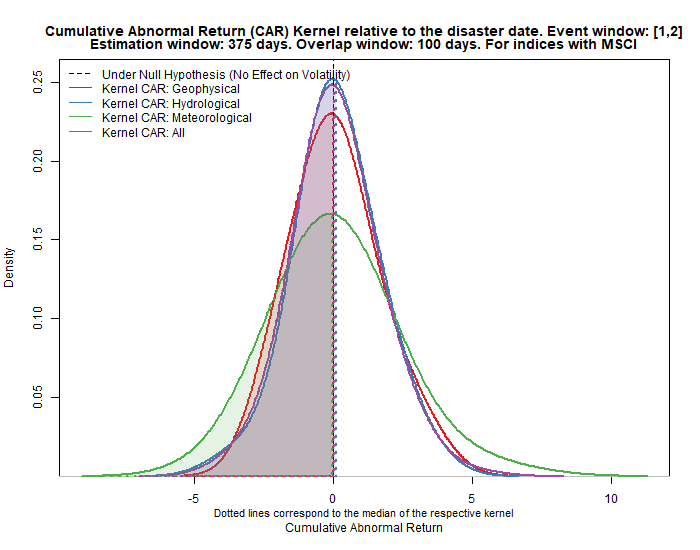 Cumulative Abnormal Return (CAR) Kernel relative to the disaster date. Event window: [1,2]
Estimation window: 375 days. Overlap window: 100 days. For indices with MSCI
Under Null Hypothesis (No Effect on Volatility)
Kernel CAR: Geophysical
Kernel CAR: Hydrological
Kernel CAR: Meteorological
Kernel CAR: All
Density
0.25
0.20
0.15
0.10
0.05
-5
0
5
10
Dotted lines correspond to the median of the respective kernel
Cumulative Abnormal Return